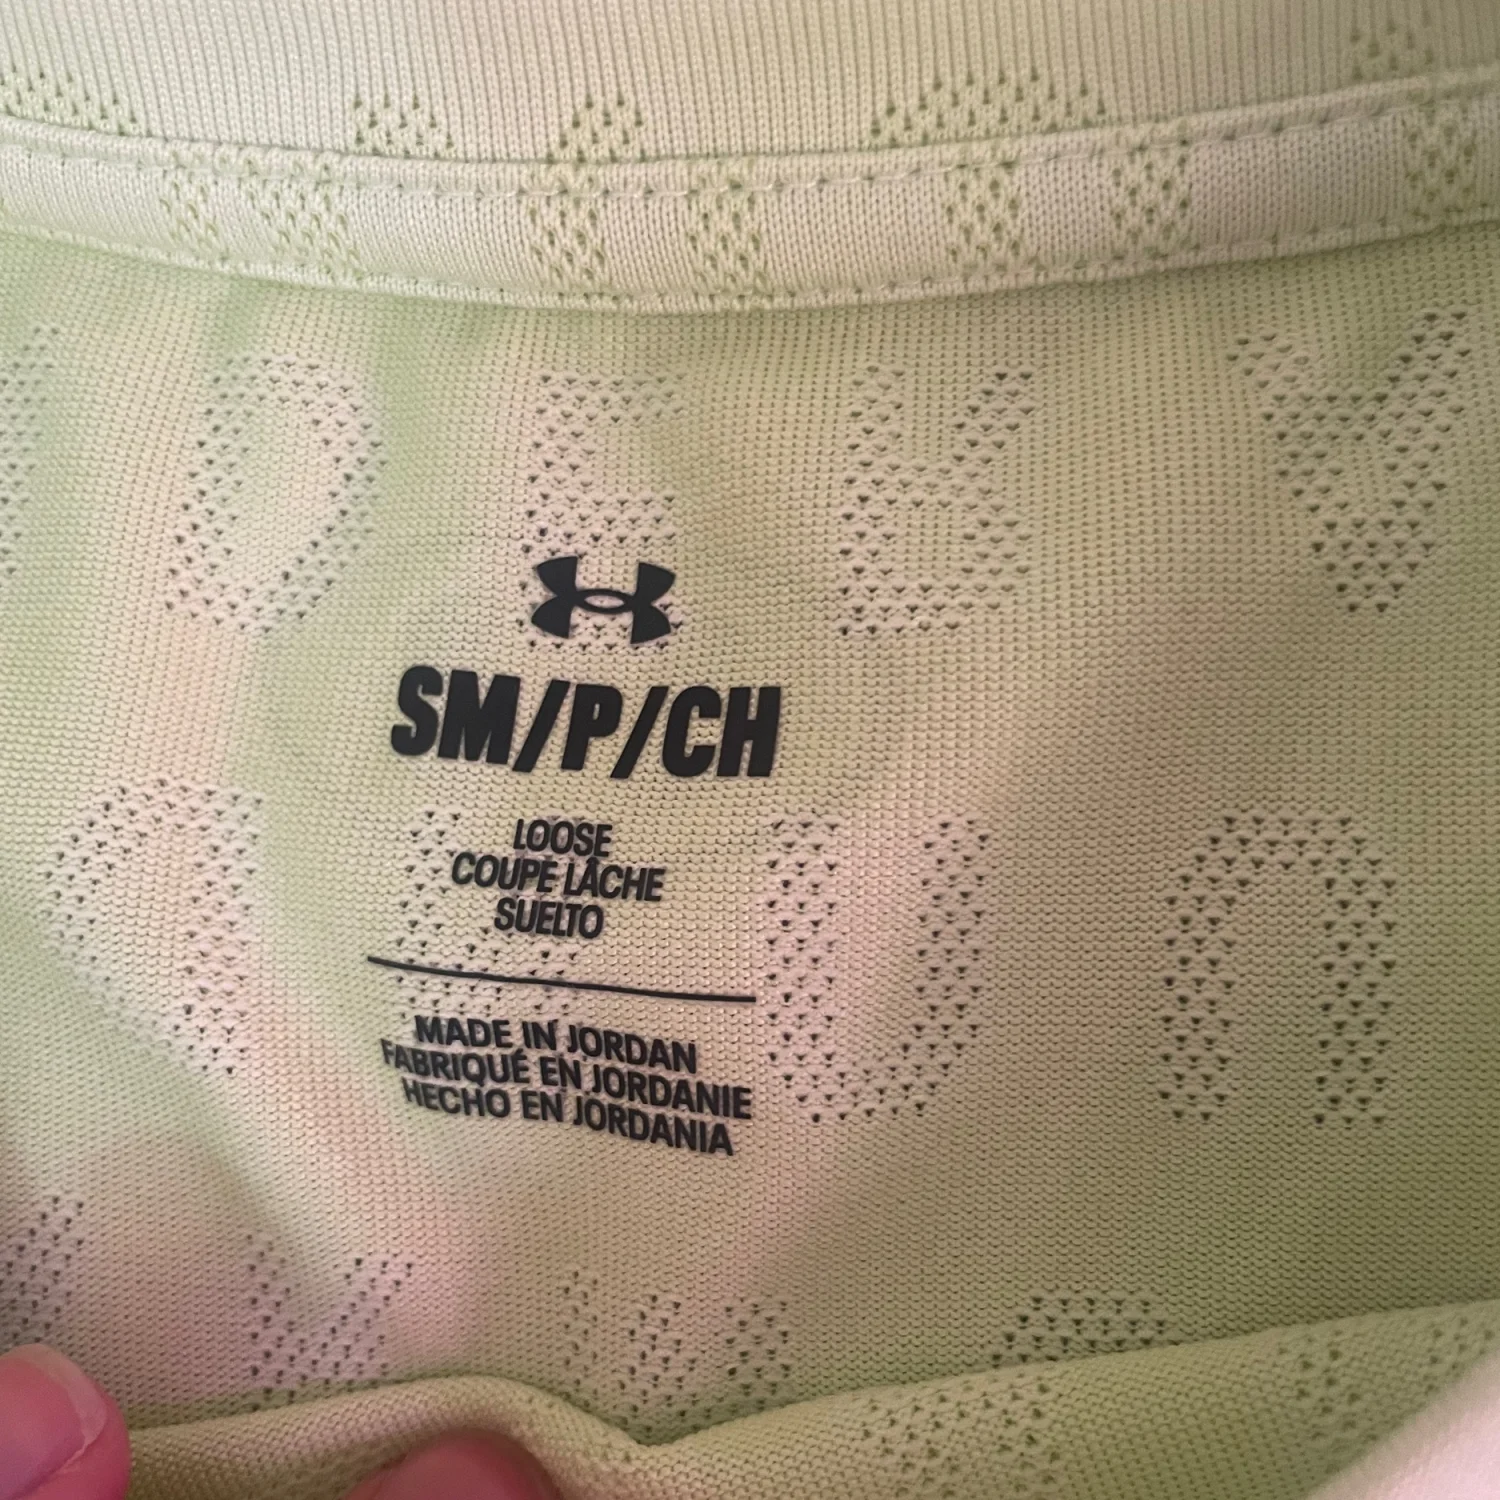 SM/P/CH
LOOSE
COUPE LÂCHE
SUELTO
MADE IN JORDAN
FABRIQUÉ EN JORDANIE
HECHO EN JORDANIA